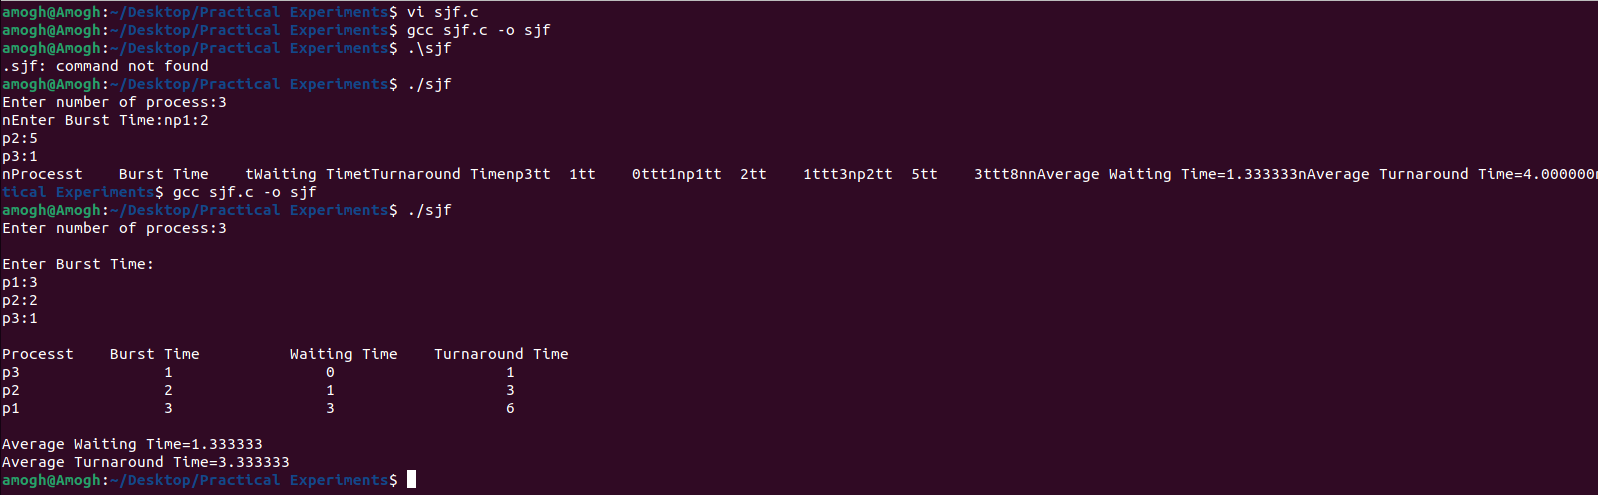 amogh@Amogh:~/Desktop/Practical Experiments$ vi sjf.c
amogh@Amogh:~/Desktop/Practical Experiments$ gcc sjf.c -o sjf
amogh@Amogh:~/Desktop/Practical Experiments$ .\sjf
.sjf: command not found
amogh@Amogh:~/Desktop/Practical Experiments$ ./sjf
Enter number of process:3
nEnter Burst Time:np1:2
p2:5
p3:1
nProcesst    Burst Time    tWaiting TimetTurnaround Timenp3tt  1tt    0ttt1np1tt  2tt    1ttt3np2tt  5tt    3ttt8nnAverage Waiting Time=1.333333nAverage Turnaround Time=4.000000n
tical Experiments$ gcc sjf.c -o sjf
amogh@Amogh:~/Desktop/Practical Experiments$ ./sjf
Enter number of process:3
Enter Burst Time:
p1:3
p2:2
p3:1
Processt    Burst Time          Waiting Time    Turnaround Time
p3                1                 0                   1
p2                2                 1                   3
p1                3                 3                   6
Average Waiting Time=1.333333
Average Turnaround Time=3.333333
amogh@Amogh:~/Desktop/Practical Experiments$